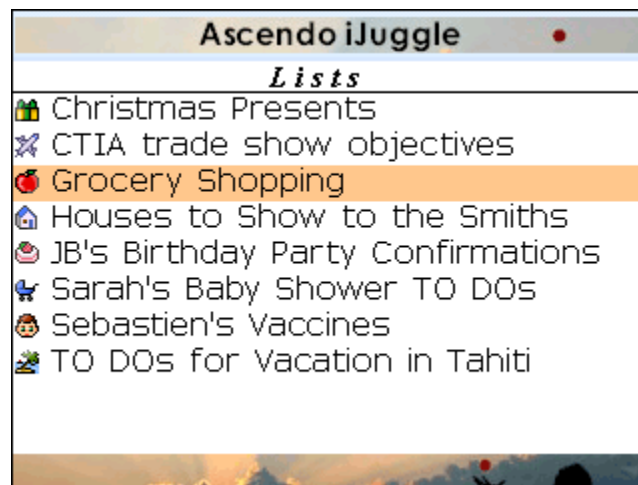 Ascendo iJuggle
Lists
Christmas Presents
CTIA trade show objectives
Grocery Shopping
Houses to Show to the Smiths
JB's Birthday Party Confirmations
Sarah's Baby Shower TO DOs
Sebastien's Vaccines
TO DOs for Vacation in Tahiti